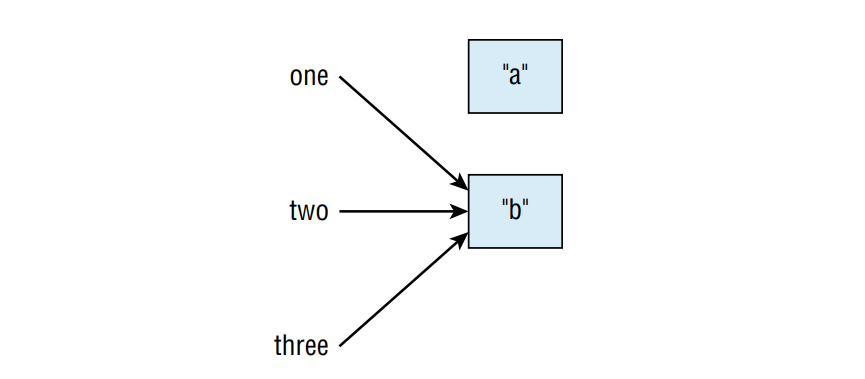 one
"a"
two
"b"
three